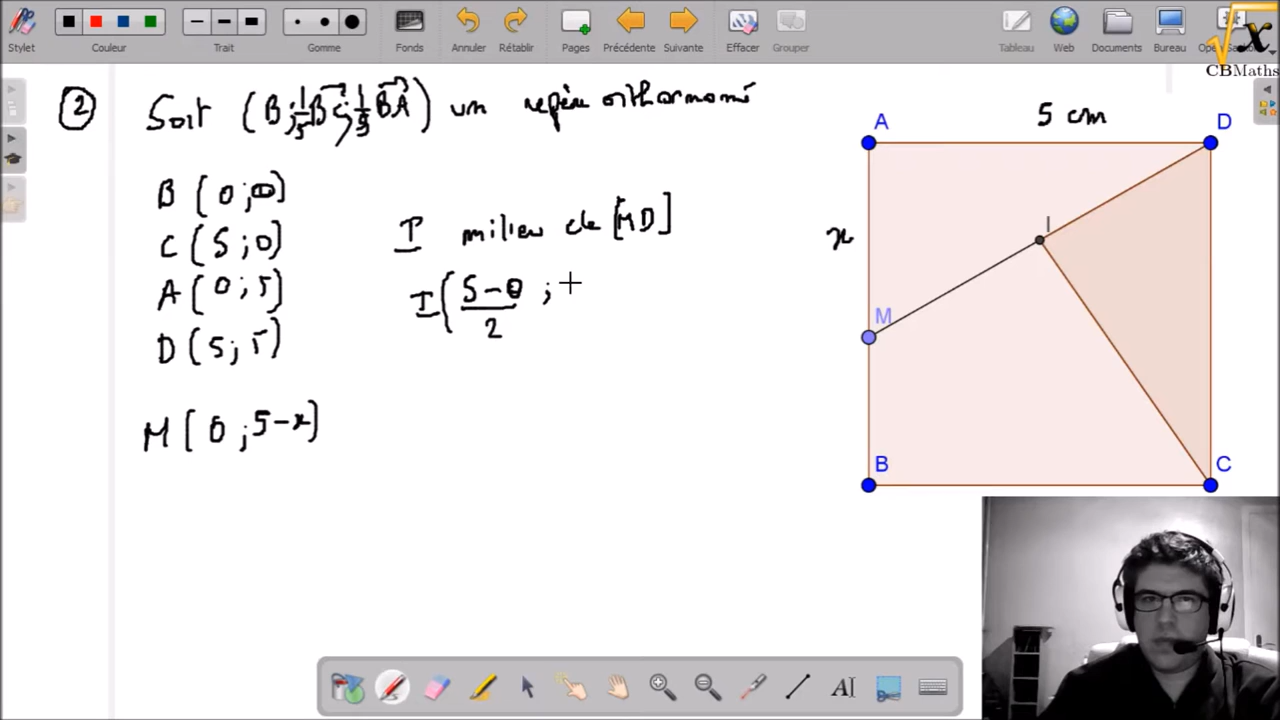 Stylet
Couleur
Trait
Gomme
Fonds
Annuler
Rétablir
Pages
Précédente
Suivante
Effacer
Grouper
Tableau
Web
Documents
Bureau
CBMaths
② Soit (B; 1/5 BC; 1/5 BA) un repère orthonormé
B (0;0)
C (5;0)
A (0;5)
D (5;5)
M (0;5-x)
I milieu de [MD]
I( 5-0 / 2 ;
5 cm
A
D
x
I
M
B
C
AI